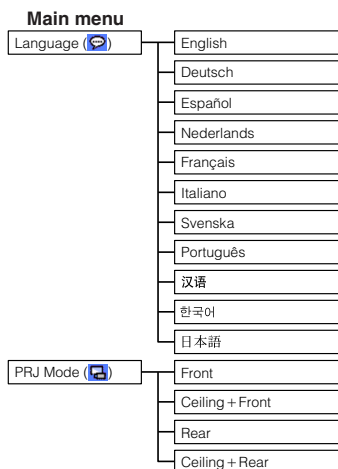 Main menu
Language ()
English
Deutsch
Español
Nederlands
Français
Italiano
Svenska
Português
汉语
한국어
日本語
PRJ Mode ()
Front
Ceiling+Front
Rear
Ceiling+Rear